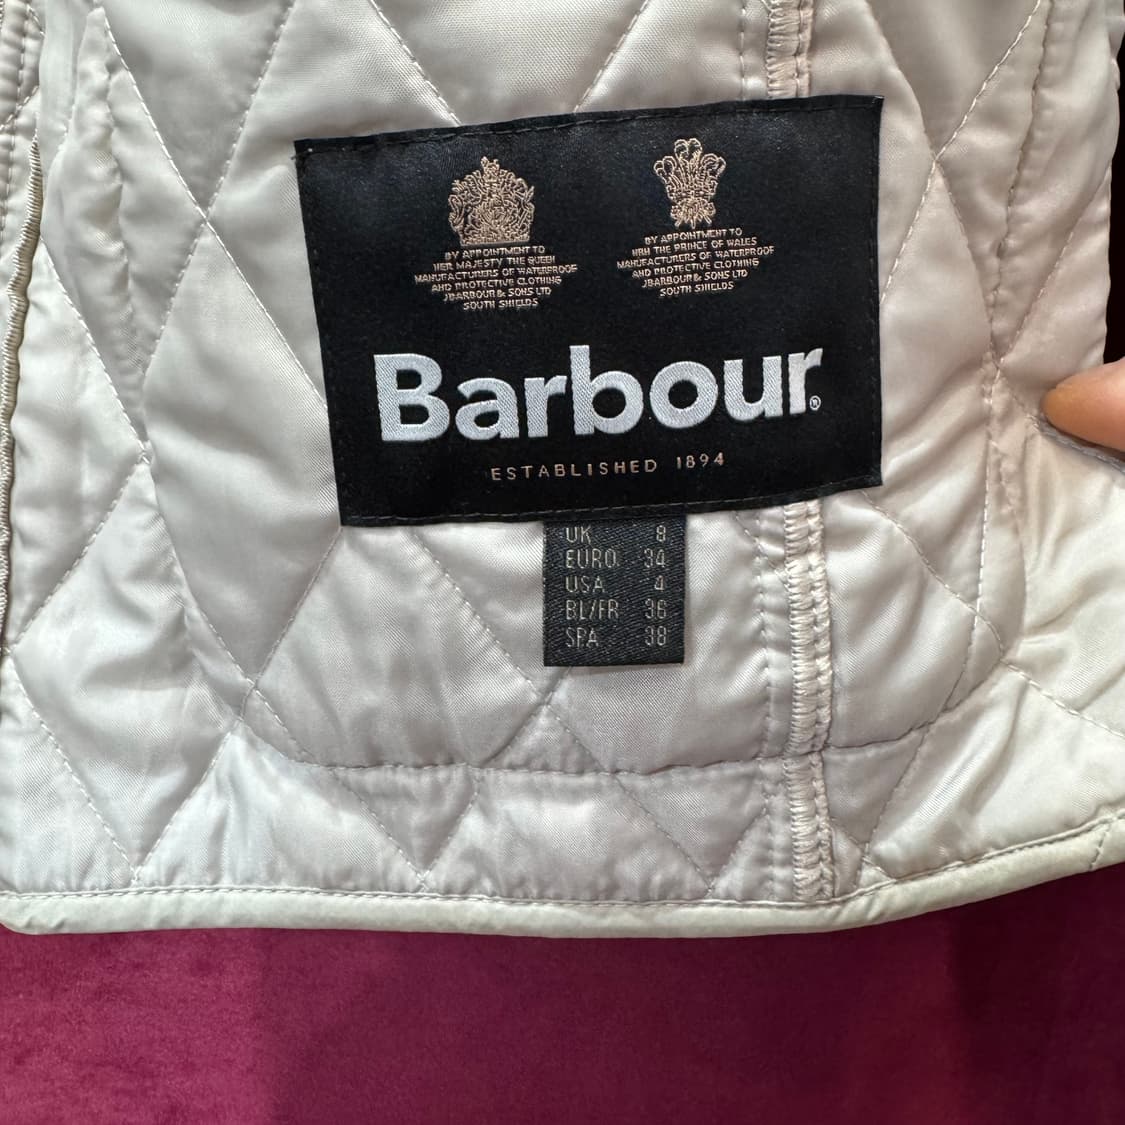 BY APPOINTMENT TO
HER MAJESTY THE QUEEN
MANUFACTURERS OF WATERPROOF
AND PROTECTIVE CLOTHING
JBARBOUR & SONS LTD
SOUTH SHIELDS
BY APPOINTMENT TO
HRH THE PRINCE OF WALES
MANUFACTURERS OF WATERPROOF
AND PROTECTIVE CLOTHING
JBARBOUR & SONS LTD
SOUTH SHIELDS
Barbour®
ESTABLISHED 1894
UK 8
EURO 34
USA 4
BL/FR 36
SPA 38